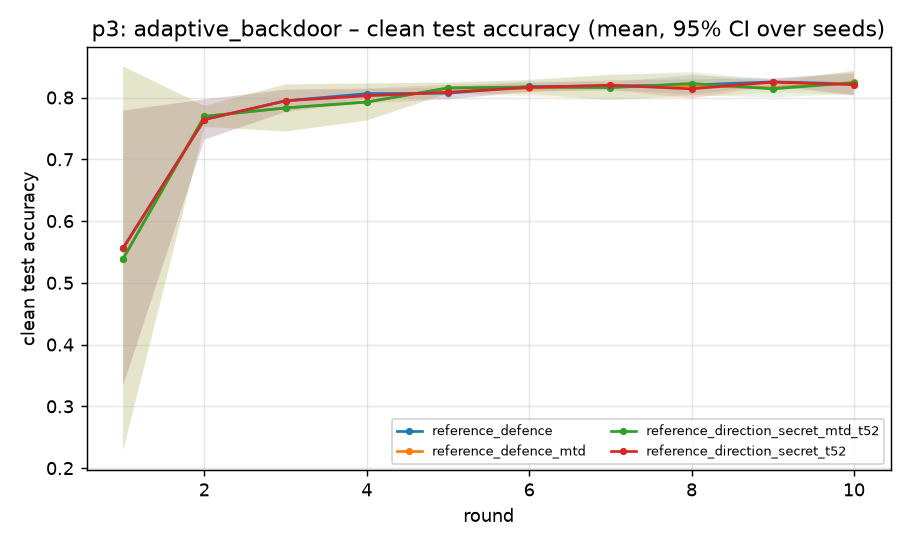 p3: adaptive_backdoor – clean test accuracy (mean, 95% CI over seeds)
clean test accuracy
0.8
0.7
0.6
0.5
0.4
0.3
0.2
reference_defence
reference_defence_mtd
reference_direction_secret_mtd_t52
reference_direction_secret_t52
2 4 6 8 10
round